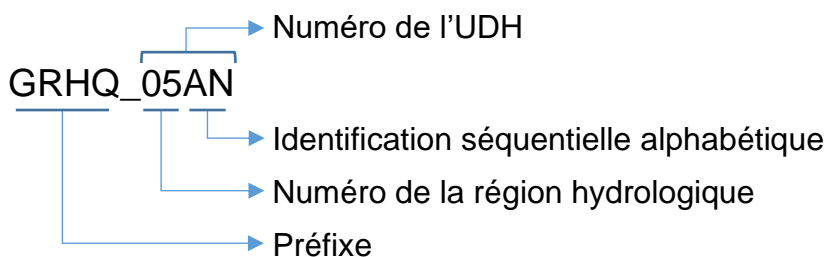 Numéro de l’UDH
GRHQ_05AN
Identification séquentielle alphabétique
Numéro de la région hydrologique
Préfixe